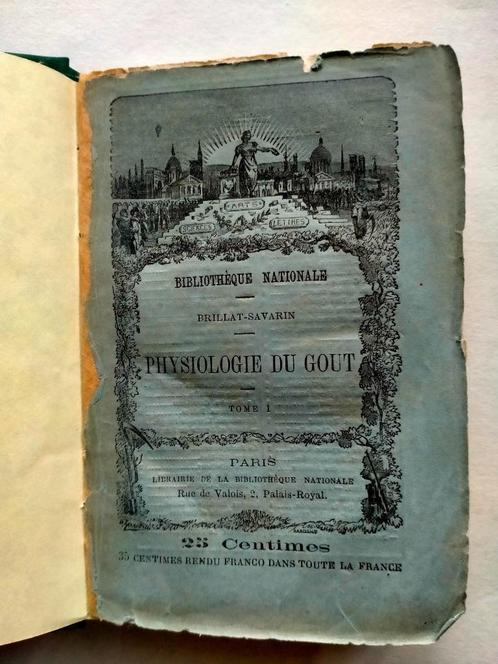 ARTS
SCIENCES
LETTRES
BIBLIOTHÈQUE NATIONALE
BRILLAT-SAVARIN
PHYSIOLOGIE DU GOUT
TOME I
PARIS
LIBRAIRIE DE LA BIBLIOTHÈQUE NATIONALE
Rue de Valois, 2, Palais-Royal.
25 Centimes
35 CENTIMES RENDU FRANCO DANS TOUTE LA FRANCE